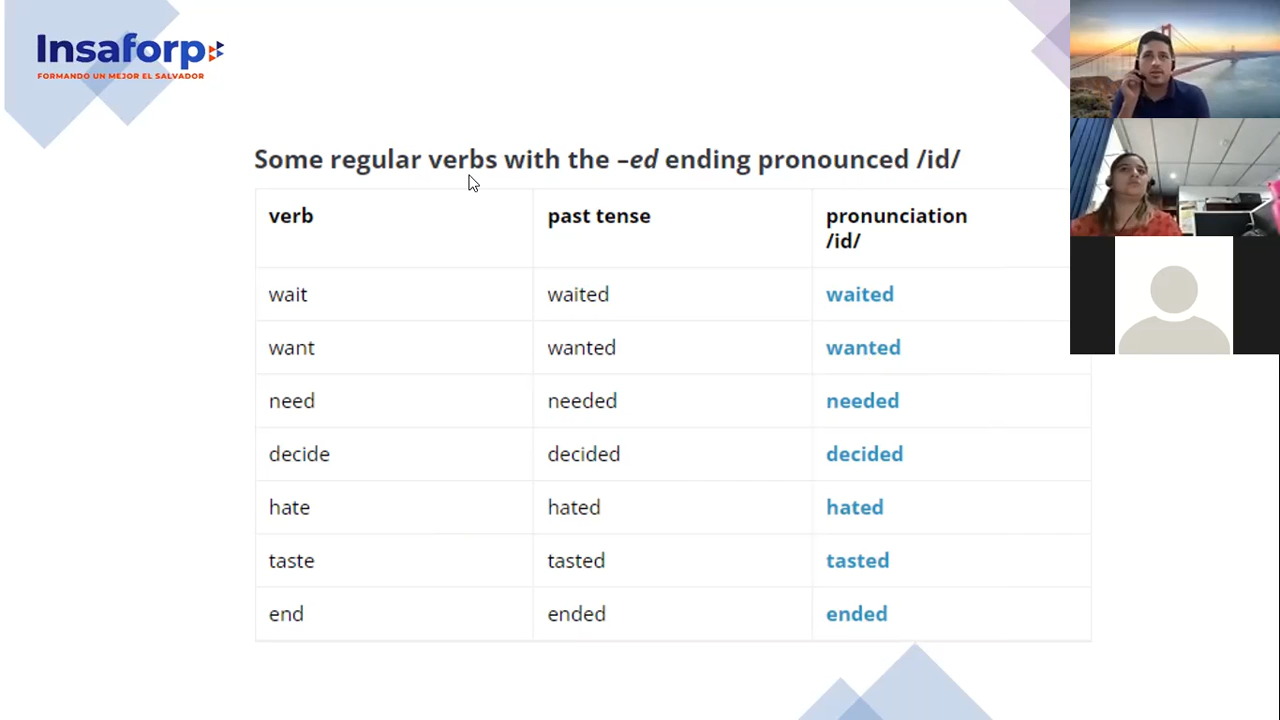 Insaforp
FORMANDO UN MEJOR EL SALVADOR
Some regular verbs with the –ed ending pronounced /id/
verb past tense pronunciation
/id/
wait waited waited
want wanted wanted
need needed needed
decide decided decided
hate hated hated
taste tasted tasted
end ended ended